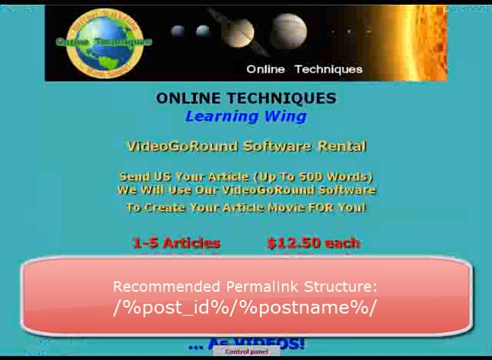 Online Techniques
Online Techniques
ONLINE TECHNIQUES
Learning Wing
VideoGoRound Software Rental
Send US Your Article (Up To 500 Words)
We Will Use Our VideoGoRound Software
To Create Your Article Movie FOR You!
1-5 Articles $12.50 each
Recommended Permalink Structure:
/%post_id%/%postname%/
... As VIDEOS!
Control panel